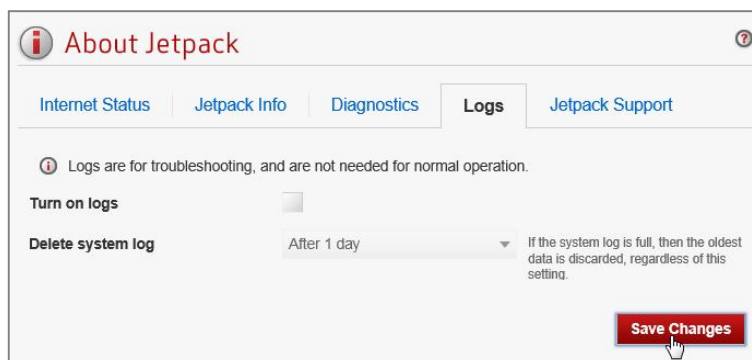 About Jetpack
?
Internet Status Jetpack Info Diagnostics Logs Jetpack Support
Logs are for troubleshooting, and are not needed for normal operation.
Turn on logs
Delete system log After 1 day If the system log is full, then the oldest
data is discarded, regardless of this
setting.
Save Changes